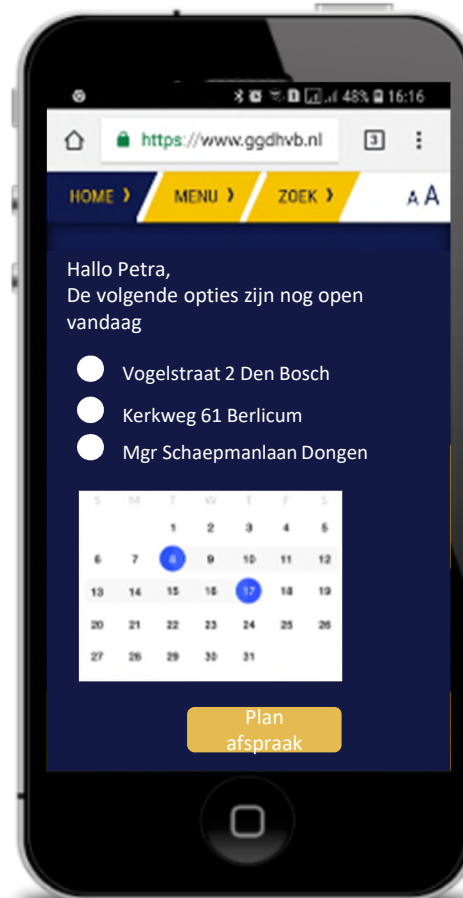 48% 16:16
https://www.ggdhvb.nl 3
HOME MENU ZOEK A A
Hallo Petra,
De volgende opties zijn nog open
vandaag
Vogelstraat 2 Den Bosch
Kerkweg 61 Berlicum
Mgr Schaepmanlaan Dongen
S M T W T F S
1 2 3 4 5
6 7 8 9 10 11 12
13 14 15 16 17 18 19
20 21 22 23 24 25 26
27 28 29 30 31
Plan
afspraak